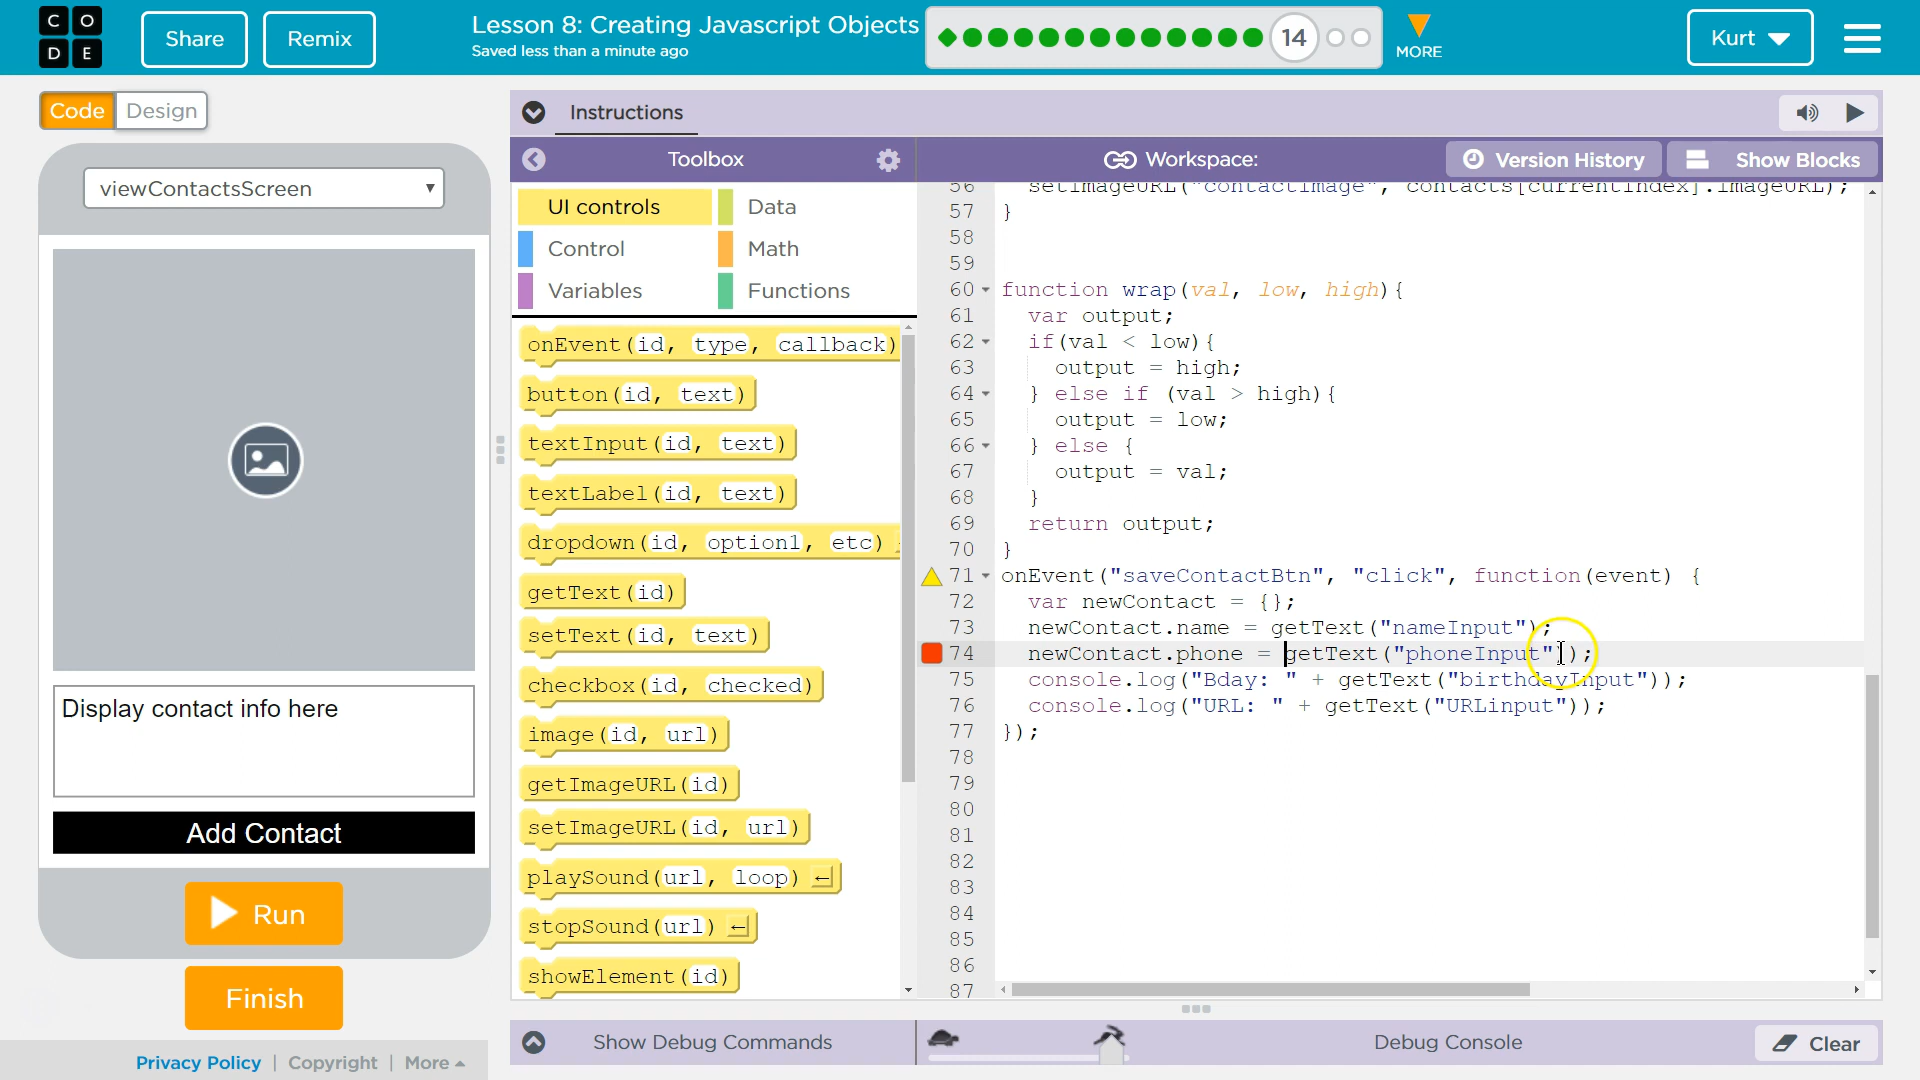 C O D E
Share
Remix
Lesson 8: Creating Javascript Objects
Saved less than a minute ago
14
MORE
Kurt
Code
Design
viewContactsScreen
Display contact info here
Add Contact
Run
Finish
Privacy Policy | Copyright | More
Instructions
Toolbox
Workspace:
Version History
Show Blocks
UI controls
Data
Control
Math
Variables
Functions
onEvent(id, type, callback)
button(id, text)
textInput(id, text)
textLabel(id, text)
dropdown(id, option1, etc)
getText(id)
setText(id, text)
checkbox(id, checked)
image(id, url)
getImageURL(id)
setImageURL(id, url)
playSound(url, loop)
stopSound(url)
showElement(id)
56 setImageURL("contactImage", contacts[currentIndex].imageURL);
57 }
58
59
60 function wrap(val, low, high){
61 var output;
62 if(val < low){
63 output = high;
64 } else if (val > high){
65 output = low;
66 } else {
67 output = val;
68 }
69 return output;
70 }
71 onEvent("saveContactBtn", "click", function(event) {
72 var newContact = {};
73 newContact.name = getText("nameInput");
74 newContact.phone = getText("phoneInput"));
75 console.log("Bday: " + getText("birthdayInput"));
76 console.log("URL: " + getText("URLinput"));
77 });
78
79
80
81
82
83
84
85
86
87
Show Debug Commands
Debug Console
Clear